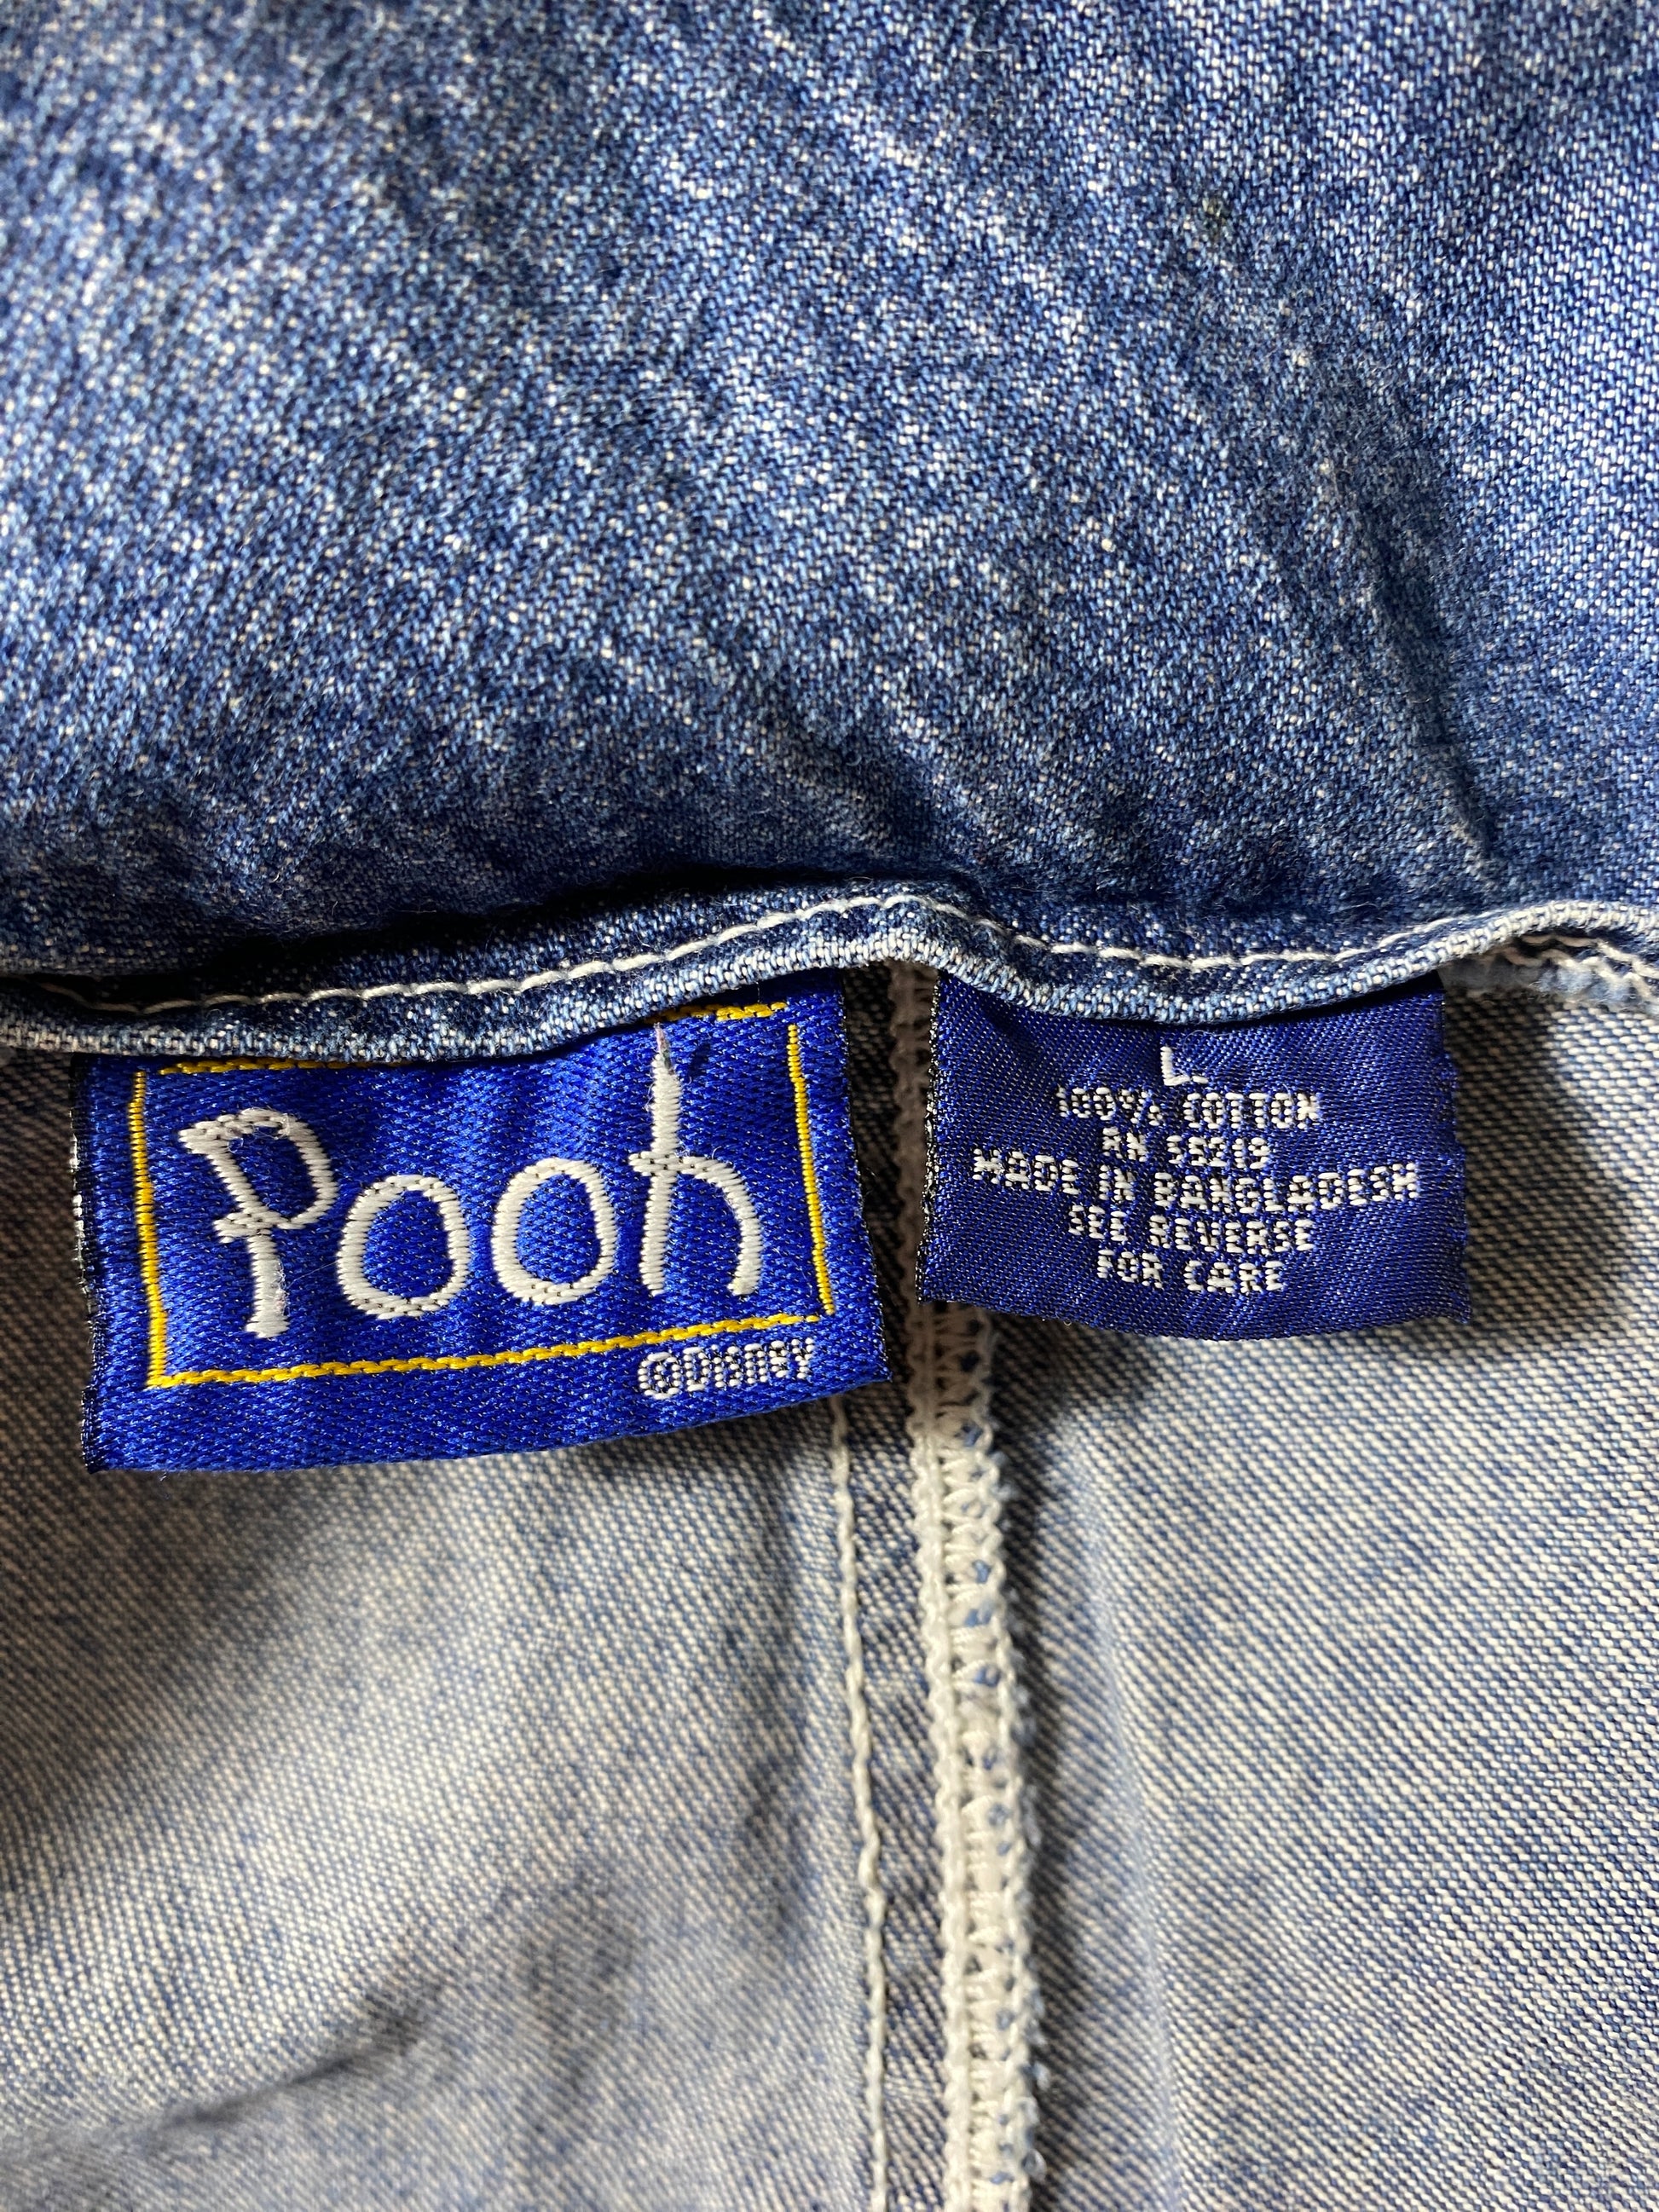 Pooh
©DISNEY
L.
100% COTTON
RN 58219
MADE IN BANGLADESH
SEE REVERSE
FOR CARE